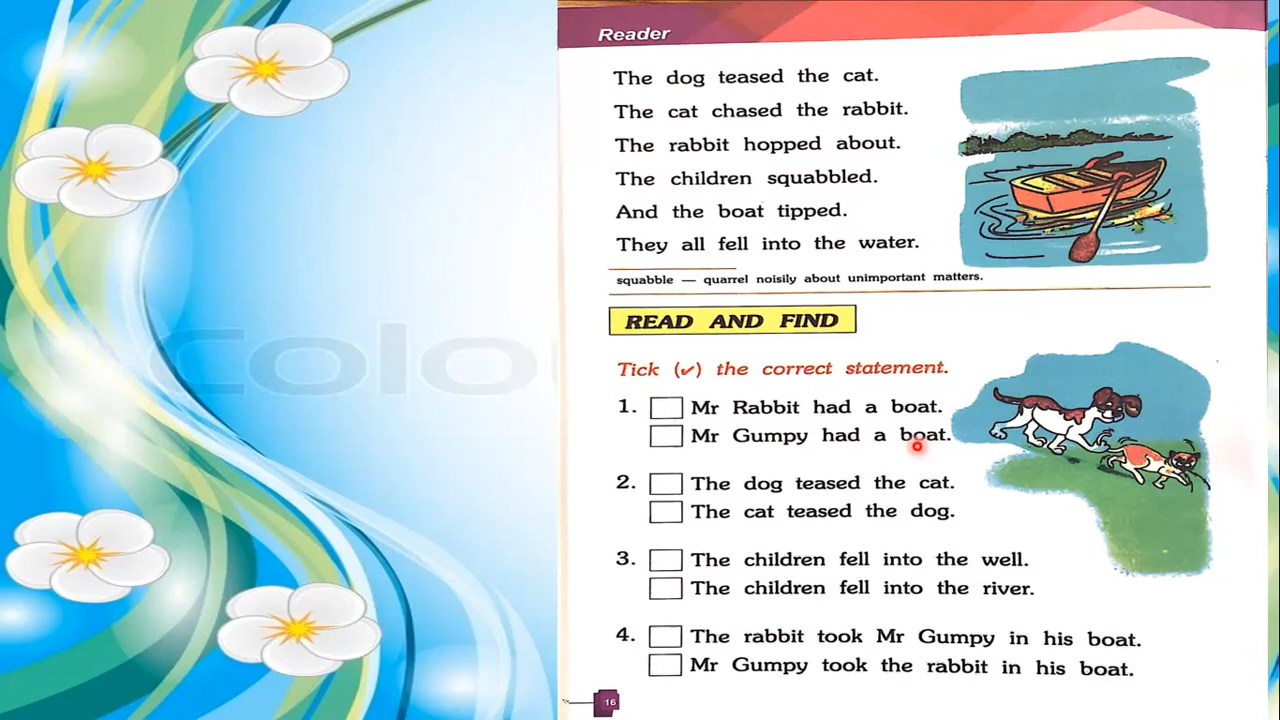 Reader
The dog teased the cat.
The cat chased the rabbit.
The rabbit hopped about.
The children squabbled.
And the boat tipped.
They all fell into the water.
squabble — quarrel noisily about unimportant matters.
READ AND FIND
Tick (✓) the correct statement.
1. Mr Rabbit had a boat.
Mr Gumpy had a boat.
2. The dog teased the cat.
The cat teased the dog.
3. The children fell into the well.
The children fell into the river.
4. The rabbit took Mr Gumpy in his boat.
Mr Gumpy took the rabbit in his boat.
16